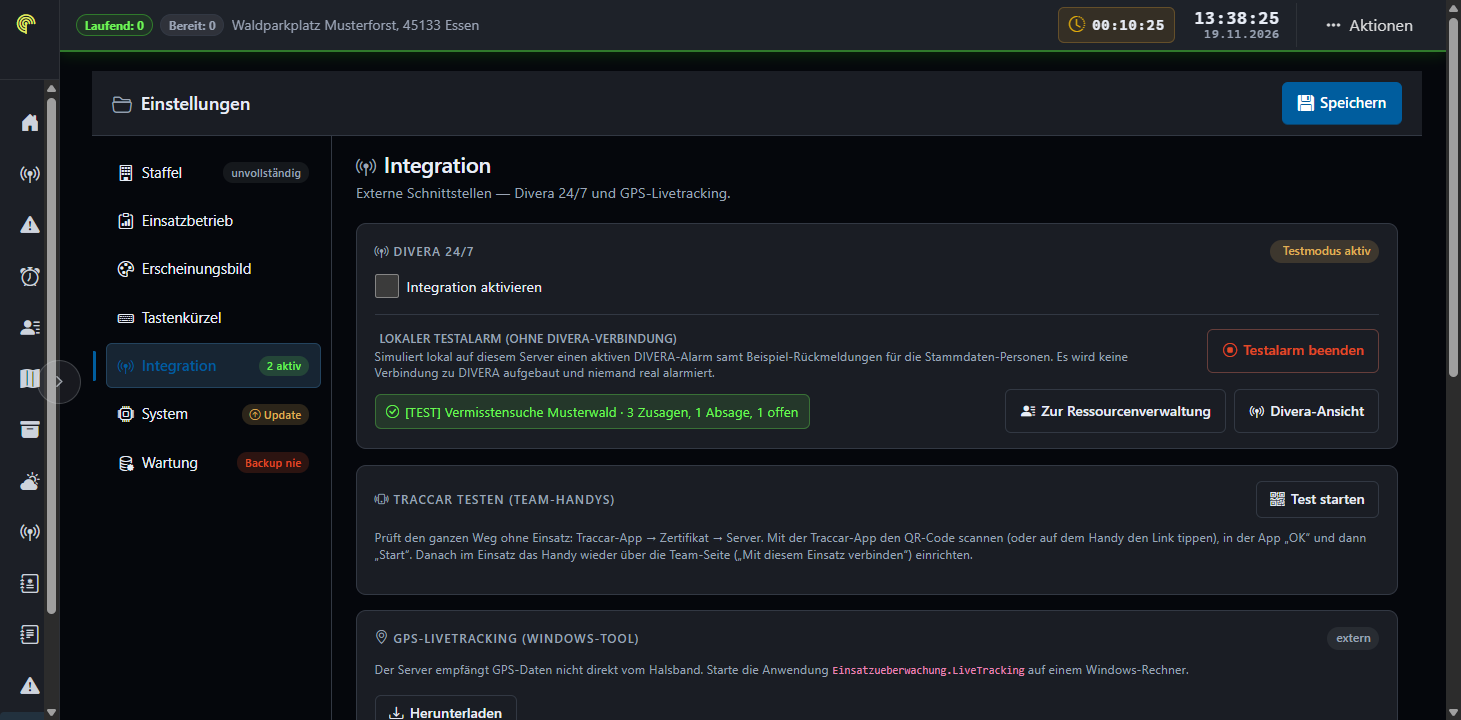 Laufend: 0
Bereit: 0
Waldparkplatz Musterforst, 45133 Essen
00:10:25
13:38:25
19.11.2026
Aktionen
Einstellungen
Speichern
Staffel
unvollständig
Einsatzbetrieb
Erscheinungsbild
Tastenkürzel
Integration
2 aktiv
System
Update
Wartung
Backup nie
Integration
Externe Schnittstellen — Divera 24/7 und GPS-Livetracking.
DIVERA 24/7
Testmodus aktiv
Integration aktivieren
LOKALER TESTALARM (OHNE DIVERA-VERBINDUNG)
Simuliert lokal auf diesem Server einen aktiven DIVERA-Alarm samt Beispiel-Rückmeldungen für die Stammdaten-Personen. Es wird keine
Verbindung zu DIVERA aufgebaut und niemand real alarmiert.
Testalarm beenden
[TEST] Vermisstensuche Musterwald · 3 Zusagen, 1 Absage, 1 offen
Zur Ressourcenverwaltung
Divera-Ansicht
TRACCAR TESTEN (TEAM-HANDYS)
Test starten
Prüft den ganzen Weg ohne Einsatz: Traccar-App → Zertifikat → Server. Mit der Traccar-App den QR-Code scannen (oder auf dem Handy den Link tippen), in der App „OK“ und dann
„Start“. Danach im Einsatz das Handy wieder über die Team-Seite („Mit diesem Einsatz verbinden“) einrichten.
GPS-LIVETRACKING (WINDOWS-TOOL)
extern
Der Server empfängt GPS-Daten nicht direkt vom Halsband. Starte die Anwendung Einsatzueberwachung.LiveTracking auf einem Windows-Rechner.
Herunterladen